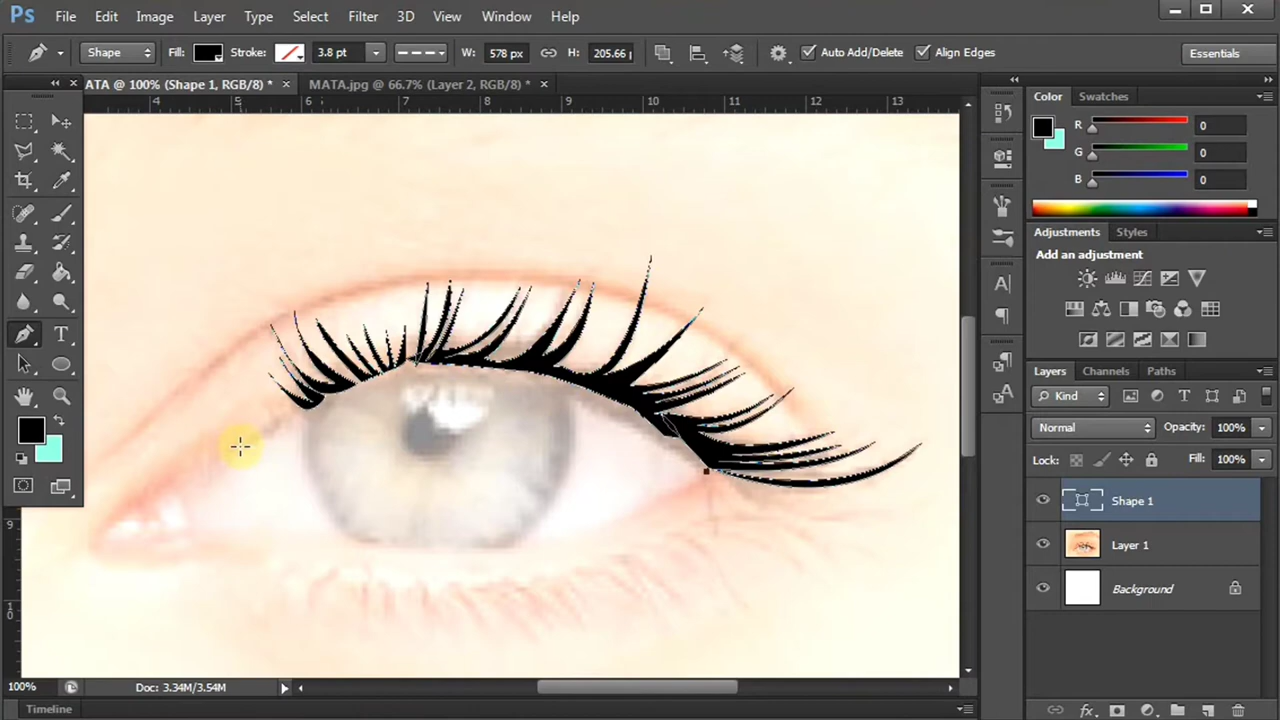 Ps File Edit Image Layer Type Select Filter 3D View Window Help
Shape Fill: Stroke: 3.8 pt W: 578 px H: 205.66 Auto Add/Delete Align Edges Essentials
ATA @ 100% (Shape 1, RGB/8) * × MATA.jpg @ 66.7% (Layer 2, RGB/8) * ×
4 5 6 7 8 9 10 11 12 13
Color Swatches
R 0
G 0
B 0
Adjustments Styles
Add an adjustment
Layers Channels Paths
Kind
Normal Opacity: 100%
Lock: Fill: 100%
Shape 1
Layer 1
Background
9
10
100% Doc: 3.34M/3.54M
Timeline